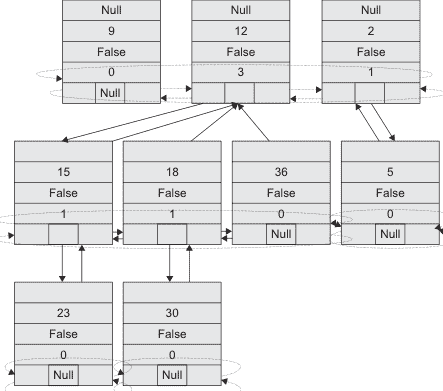 Null Null Null
9 12 2
False False False
0 3 1
Null
15 18 36 5
False False False False
1 1 0 0
Null Null
23 30
False False
0 0
Null Null